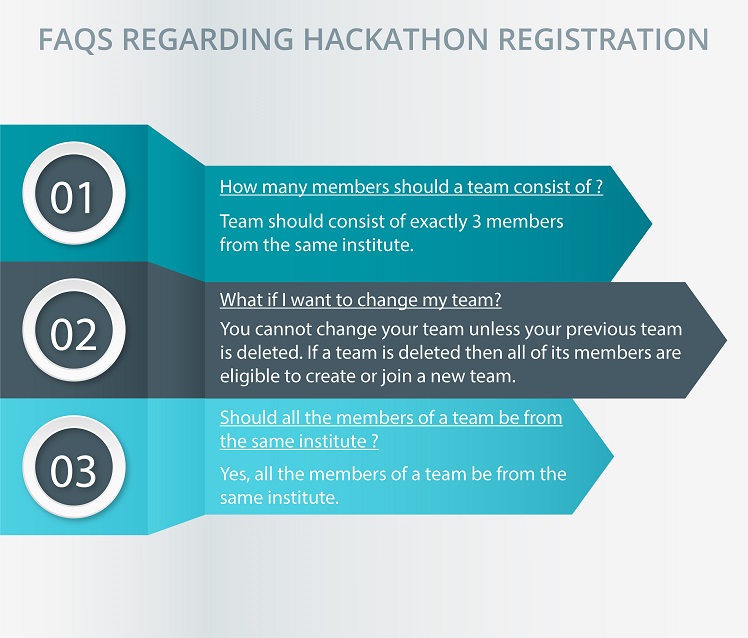 FAQS REGARDING HACKATHON REGISTRATION
01
How many members should a team consist of ?
Team should consist of exactly 3 members
from the same institute.
02
What if I want to change my team?
You cannot change your team unless your previous team
is deleted. If a team is deleted then all of its members are
eligible to create or join a new team.
03
Should all the members of a team be from
the same institute ?
Yes, all the members of a team be from the
same institute.